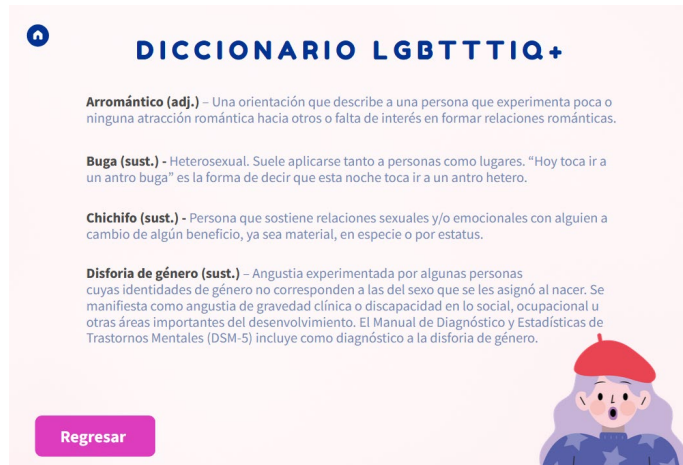 DICCIONARIO LGBTTTIQ+
Arromántico (adj.) – Una orientación que describe a una persona que experimenta poca o
ninguna atracción romántica hacia otros o falta de interés en formar relaciones románticas.
Buga (sust.) - Heterosexual. Suele aplicarse tanto a personas como lugares. “Hoy toca ir a
un antro buga” es la forma de decir que esta noche toca ir a un antro hetero.
Chichifo (sust.) - Persona que sostiene relaciones sexuales y/o emocionales con alguien a
cambio de algún beneficio, ya sea material, en especie o por estatus.
Disforia de género (sust.) – Angustia experimentada por algunas personas
cuyas identidades de género no corresponden a las del sexo que se les asignó al nacer. Se
manifiesta como angustia de gravedad clínica o discapacidad en lo social, ocupacional u
otras áreas importantes del desenvolvimiento. El Manual de Diagnóstico y Estadísticas de
Trastornos Mentales (DSM-5) incluye como diagnóstico a la disforia de género.
Regresar